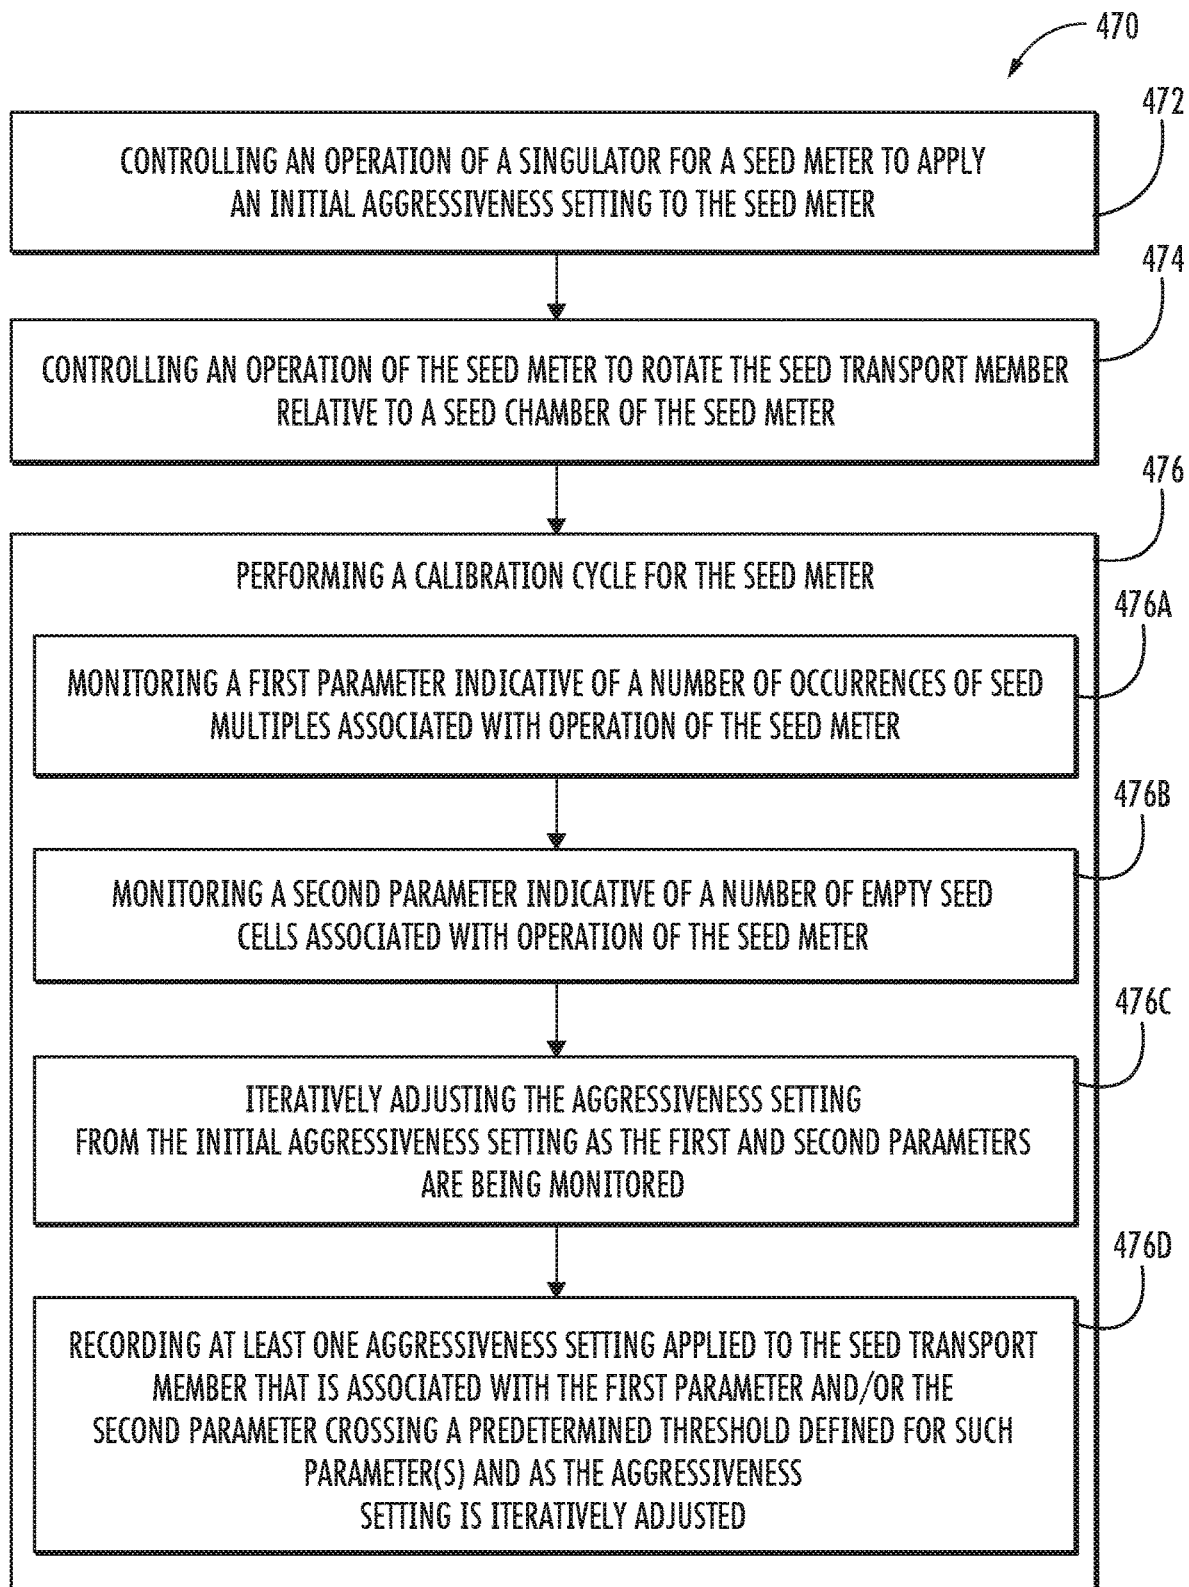 470
472
CONTROLLING AN OPERATION OF A SINGULATOR FOR A SEED METER TO APPLY
AN INITIAL AGGRESSIVENESS SETTING TO THE SEED METER
474
CONTROLLING AN OPERATION OF THE SEED METER TO ROTATE THE SEED TRANSPORT MEMBER
RELATIVE TO A SEED CHAMBER OF THE SEED METER
476
PERFORMING A CALIBRATION CYCLE FOR THE SEED METER
476A
MONITORING A FIRST PARAMETER INDICATIVE OF A NUMBER OF OCCURRENCES OF SEED
MULTIPLES ASSOCIATED WITH OPERATION OF THE SEED METER
476B
MONITORING A SECOND PARAMETER INDICATIVE OF A NUMBER OF EMPTY SEED
CELLS ASSOCIATED WITH OPERATION OF THE SEED METER
476C
ITERATIVELY ADJUSTING THE AGGRESSIVENESS SETTING
FROM THE INITIAL AGGRESSIVENESS SETTING AS THE FIRST AND SECOND PARAMETERS
ARE BEING MONITORED
476D
RECORDING AT LEAST ONE AGGRESSIVENESS SETTING APPLIED TO THE SEED TRANSPORT
MEMBER THAT IS ASSOCIATED WITH THE FIRST PARAMETER AND/OR THE
SECOND PARAMETER CROSSING A PREDETERMINED THRESHOLD DEFINED FOR SUCH
PARAMETER(S) AND AS THE AGGRESSIVENESS
SETTING IS ITERATIVELY ADJUSTED